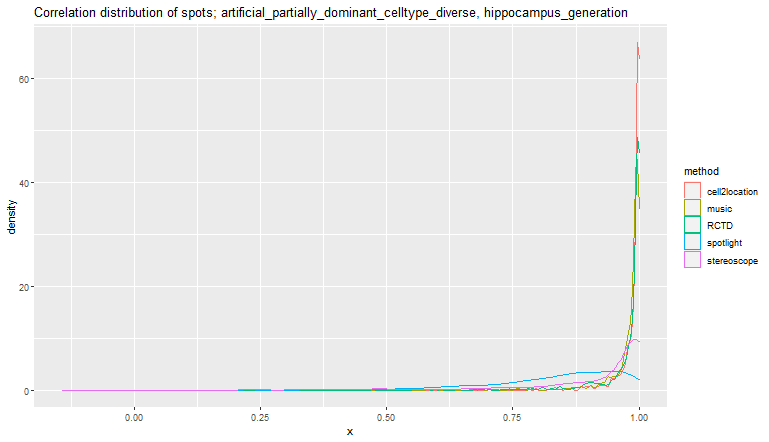 Correlation distribution of spots; artificial_partially_dominant_celltype_diverse, hippocampus_generation
60
40
20
0
density
0.00 0.25 0.50 0.75 1.00
x
method
cell2location
music
RCTD
spotlight
stereoscope